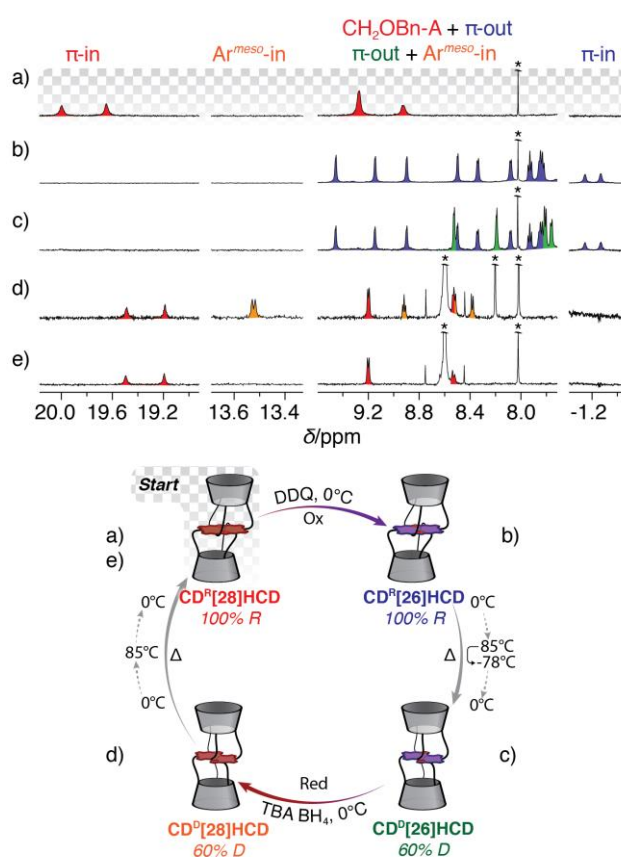 CH₂OBn-A + π-out
π-in
Ar^meso-in
π-out + Ar^meso-in
π-in
a)
*
b)
*
c)
*
d)
* * *
e)
* *
20.0 19.6 19.2 13.6 13.4 9.2 8.8 8.4 8.0 -1.2
δ/ppm
Start
DDQ, 0°C
Ox
a)
e)
b)
CD^R[28]HCD
100% R
CD^R[26]HCD
100% R
0°C
85°C
0°C
Δ
Δ
0°C
85°C
-78°C
0°C
d)
c)
Red
TBA BH₄, 0°C
CD^D[28]HCD
60% D
CD^D[26]HCD
60% D